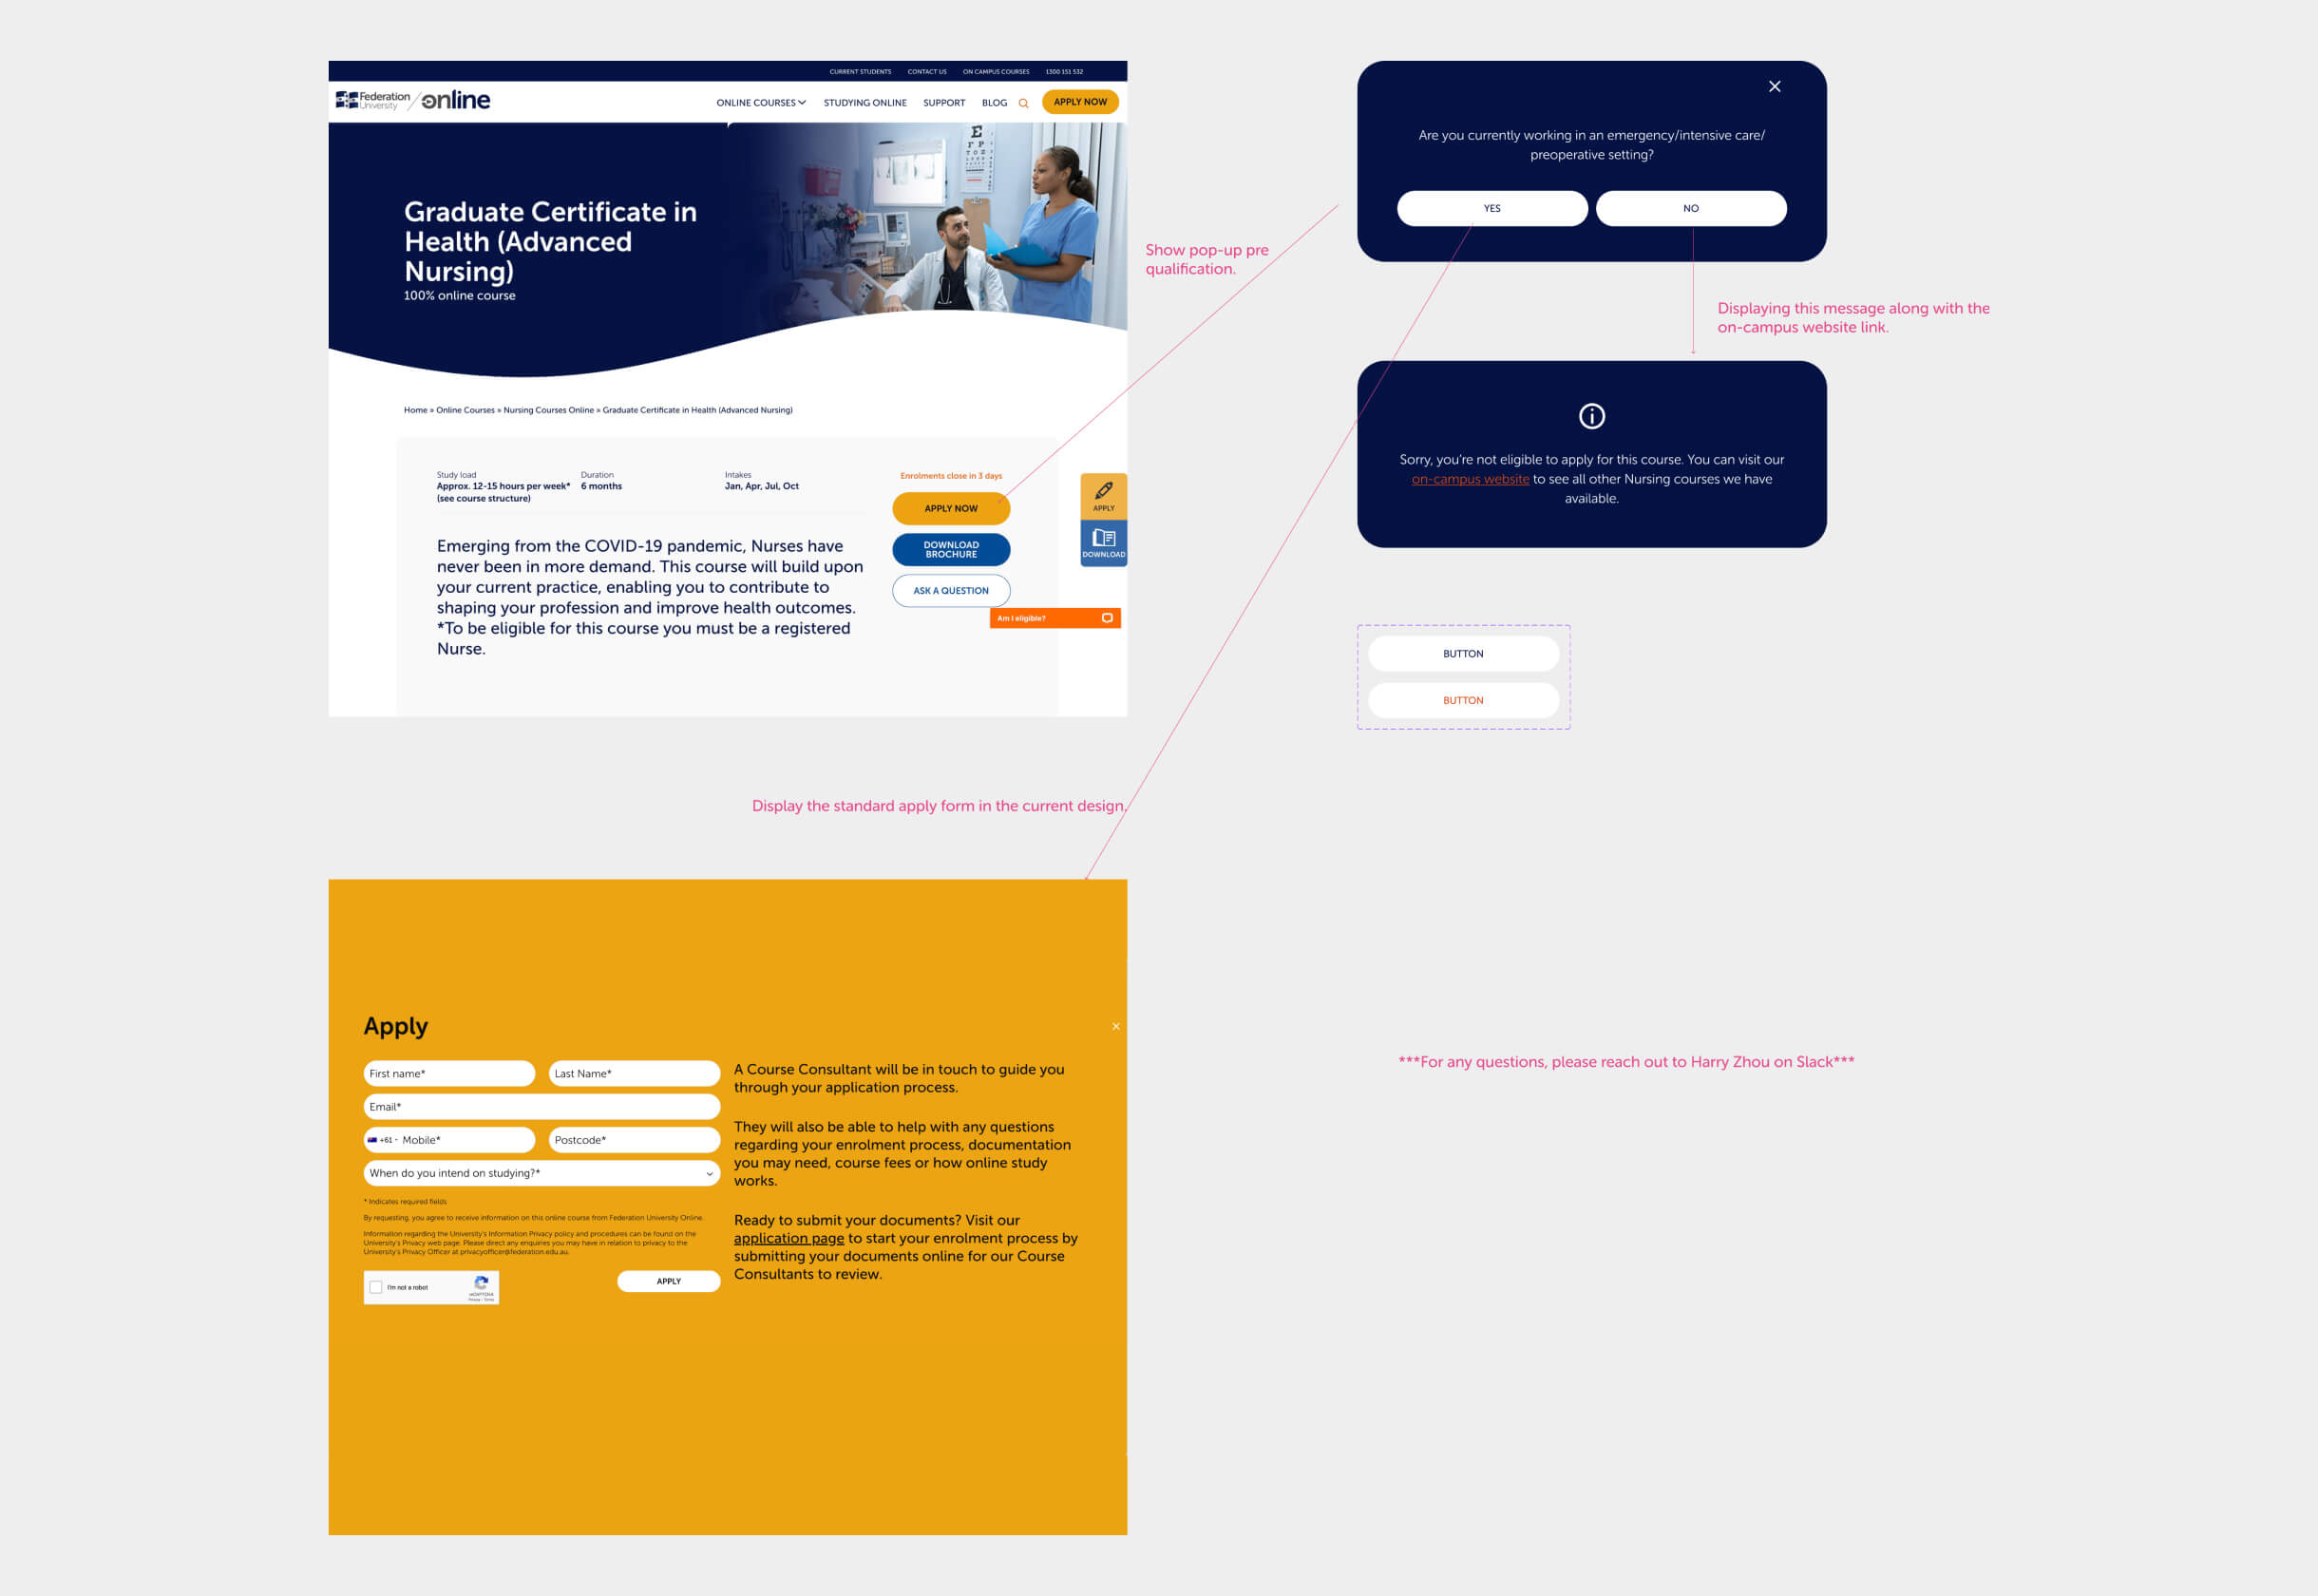 CURRENT STUDENTS CONTACT US ON CAMPUS COURSES 1300 151 532
Federation University online
ONLINE COURSES STUDYING ONLINE SUPPORT BLOG APPLY NOW
Graduate Certificate in
Health (Advanced
Nursing)
100% online course
Home » Online Courses » Nursing Courses Online » Graduate Certificate in Health (Advanced Nursing)
Study load
Approx. 12-15 hours per week*
(see course structure)
Duration
6 months
Intakes
Jan, Apr, Jul, Oct
Emerging from the COVID-19 pandemic, Nurses have
never been in more demand. This course will build upon
your current practice, enabling you to contribute to
shaping your profession and improve health outcomes.
*To be eligible for this course you must be a registered
Nurse.
Enrolments close in 3 days
APPLY NOW
DOWNLOAD
BROCHURE
ASK A QUESTION
APPLY
DOWNLOAD
Am I eligible?
Show pop-up pre
qualification.
Are you currently working in an emergency/intensive care/
preoperative setting?
YES NO
Displaying this message along with the
on-campus website link.
Sorry, you're not eligible to apply for this course. You can visit our
on-campus website to see all other Nursing courses we have
available.
BUTTON
BUTTON
Display the standard apply form in the current design.
Apply
First name* Last Name*
Email*
+61 - Mobile* Postcode*
When do you intend on studying?*
* Indicates required fields
By requesting, you agree to receive information on this online course from Federation University Online.
Information regarding the University's Information Privacy policy and procedures can be found on the
University's Privacy web page. Please direct any enquiries you may have in relation to privacy to the
University's Privacy Officer at privacyofficer@federation.edu.au.
I'm not a robot
reCAPTCHA
Privacy - Terms
APPLY
A Course Consultant will be in touch to guide you
through your application process.
They will also be able to help with any questions
regarding your enrolment process, documentation
you may need, course fees or how online study
works.
Ready to submit your documents? Visit our
application page to start your enrolment process by
submitting your documents online for our Course
Consultants to review.
***For any questions, please reach out to Harry Zhou on Slack***